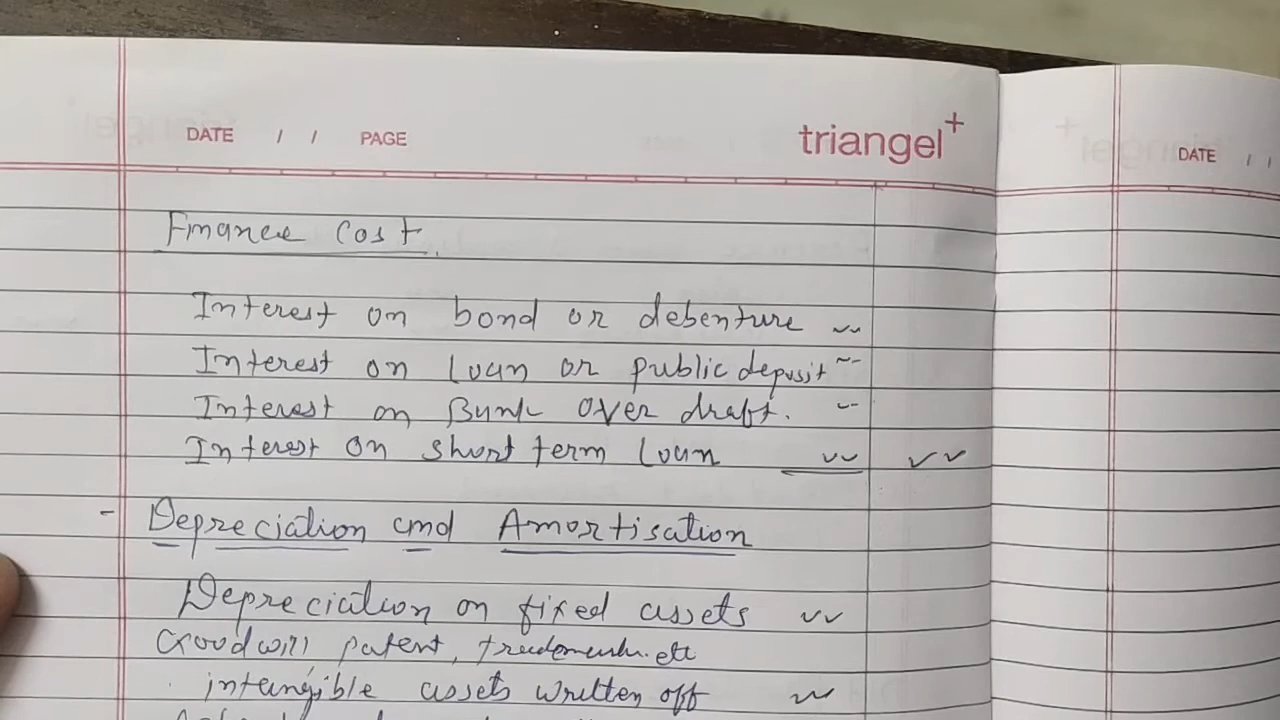 DATE / / PAGE
triangel+
DATE / /
Finance Cost.
Interest on bond or debenture ~~
Interest on Loan or public deposit ~~
Interest on Bank Over draft. ~
Interest on short term Loan ✓✓ ✓✓
- Depreciation and Amortisation
Depreciation on fixed assets ✓✓
Goodwill patent, trademark. etc
intangible assets written off ~